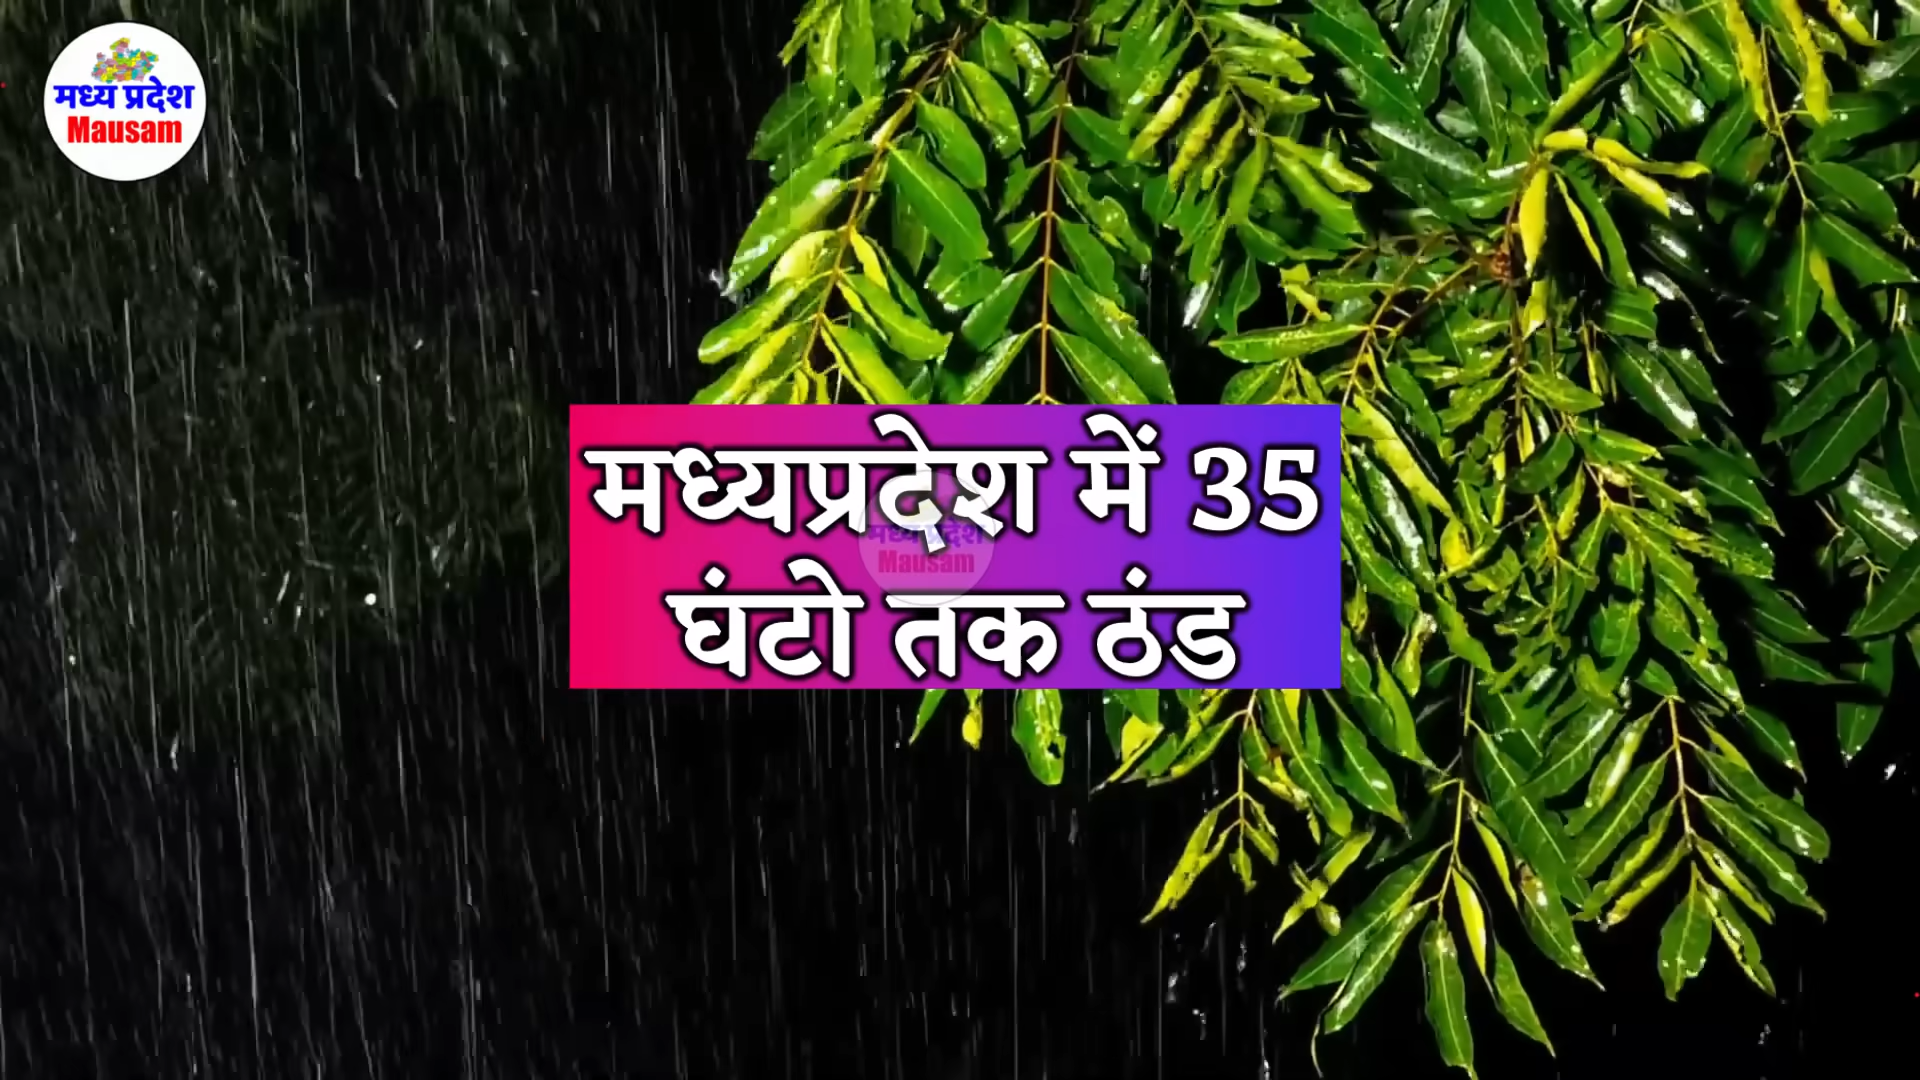 मध्य प्रदेश
Mausam
मध्यप्रदेश में 35
घंटो तक ठंड
मध्य प्रदेश
Mausam